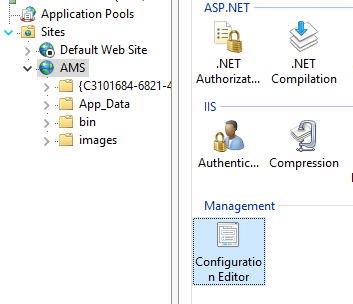 Application Pools
Sites
Default Web Site
AMS
{C3101684-6821-4
App_Data
bin
images
ASP.NET
.NET
Authorizat...
.NET
Compilation
IIS
Authentic...
Compression
Management
Configuratio
n Editor